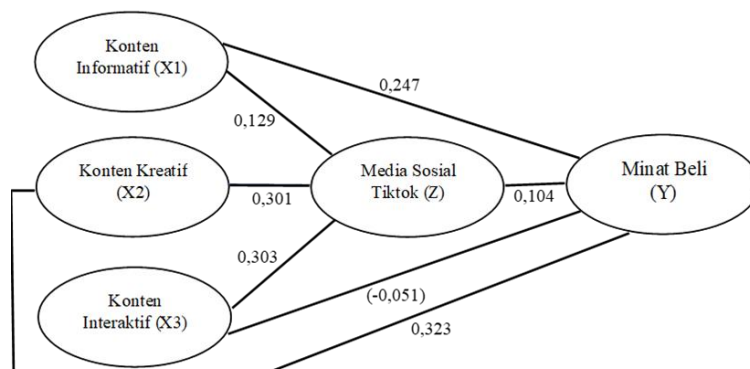 Konten
Informatif (X1)
0,247
0,129
Konten Kreatif
(X2)
0,301
Media Sosial
Tiktok (Z)
0,104
Minat Beli
(Y)
0,303
Konten
Interaktif (X3)
(-0,051)
0,323